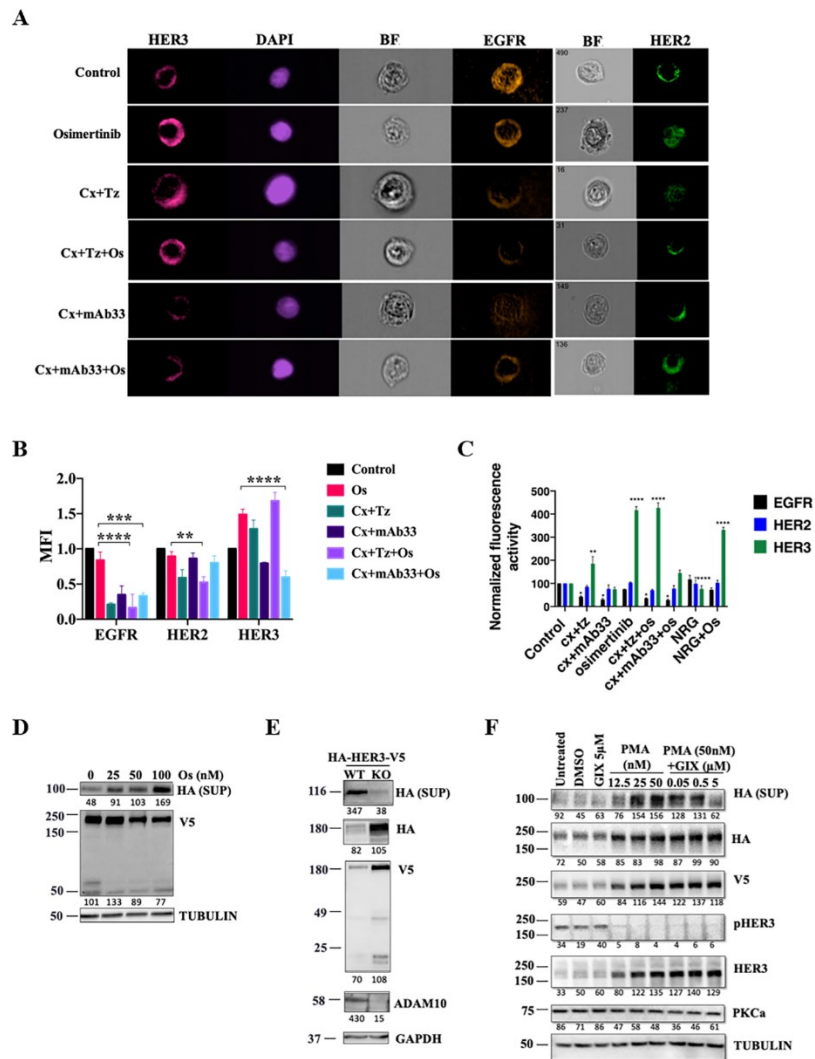 A
HER3 DAPI BF EGFR BF HER2
Control 490
Osimertinib 237
Cx+Tz 16
Cx+Tz+Os 31
Cx+mAb33 149
Cx+mAb33+Os 136
B
MFI
2.0
1.5
1.0
0.5
0.0
**** 
***
****
**
EGFR HER2 HER3
Control
Os
Cx+Tz
Cx+mAb33
Cx+Tz+Os
Cx+mAb33+Os
C
Normalized fluorescence
activity
500
400
300
200
100
0
* ** * **** * **** * **** ****
Control
cx+tz
cx+mAb33
osimertinib
cx+tz+os
cx+mAb33+os
NRG
NRG+Os
EGFR
HER2
HER3
D
0 25 50 100 Os (nM)
100 HA (SUP)
48 91 103 169
250 V5
150
50
101 133 89 77
50 TUBULIN
E
HA-HER3-V5
WT KO
116 HA (SUP)
347 38
180 HA
82 105
180 V5
49
25
70 108
58 ADAM10
430 15
37 GAPDH
F
Untreated
DMSO
GIX 5µM
PMA
(nM)
PMA (50nM)
+GIX (µM)
12.5 25 50 0.05 0.5 5
100 HA (SUP)
92 45 63 76 154 156 128 131 62
250 HA
150
72 50 58 85 83 98 87 99 90
250 V5
59 47 60 84 116 144 122 137 118
250 pHER3
150
34 19 40 5 8 4 4 6 6
250 HER3
150
33 50 60 80 122 135 127 140 129
75 PKCa
86 71 86 47 58 48 36 46 61
50 TUBULIN